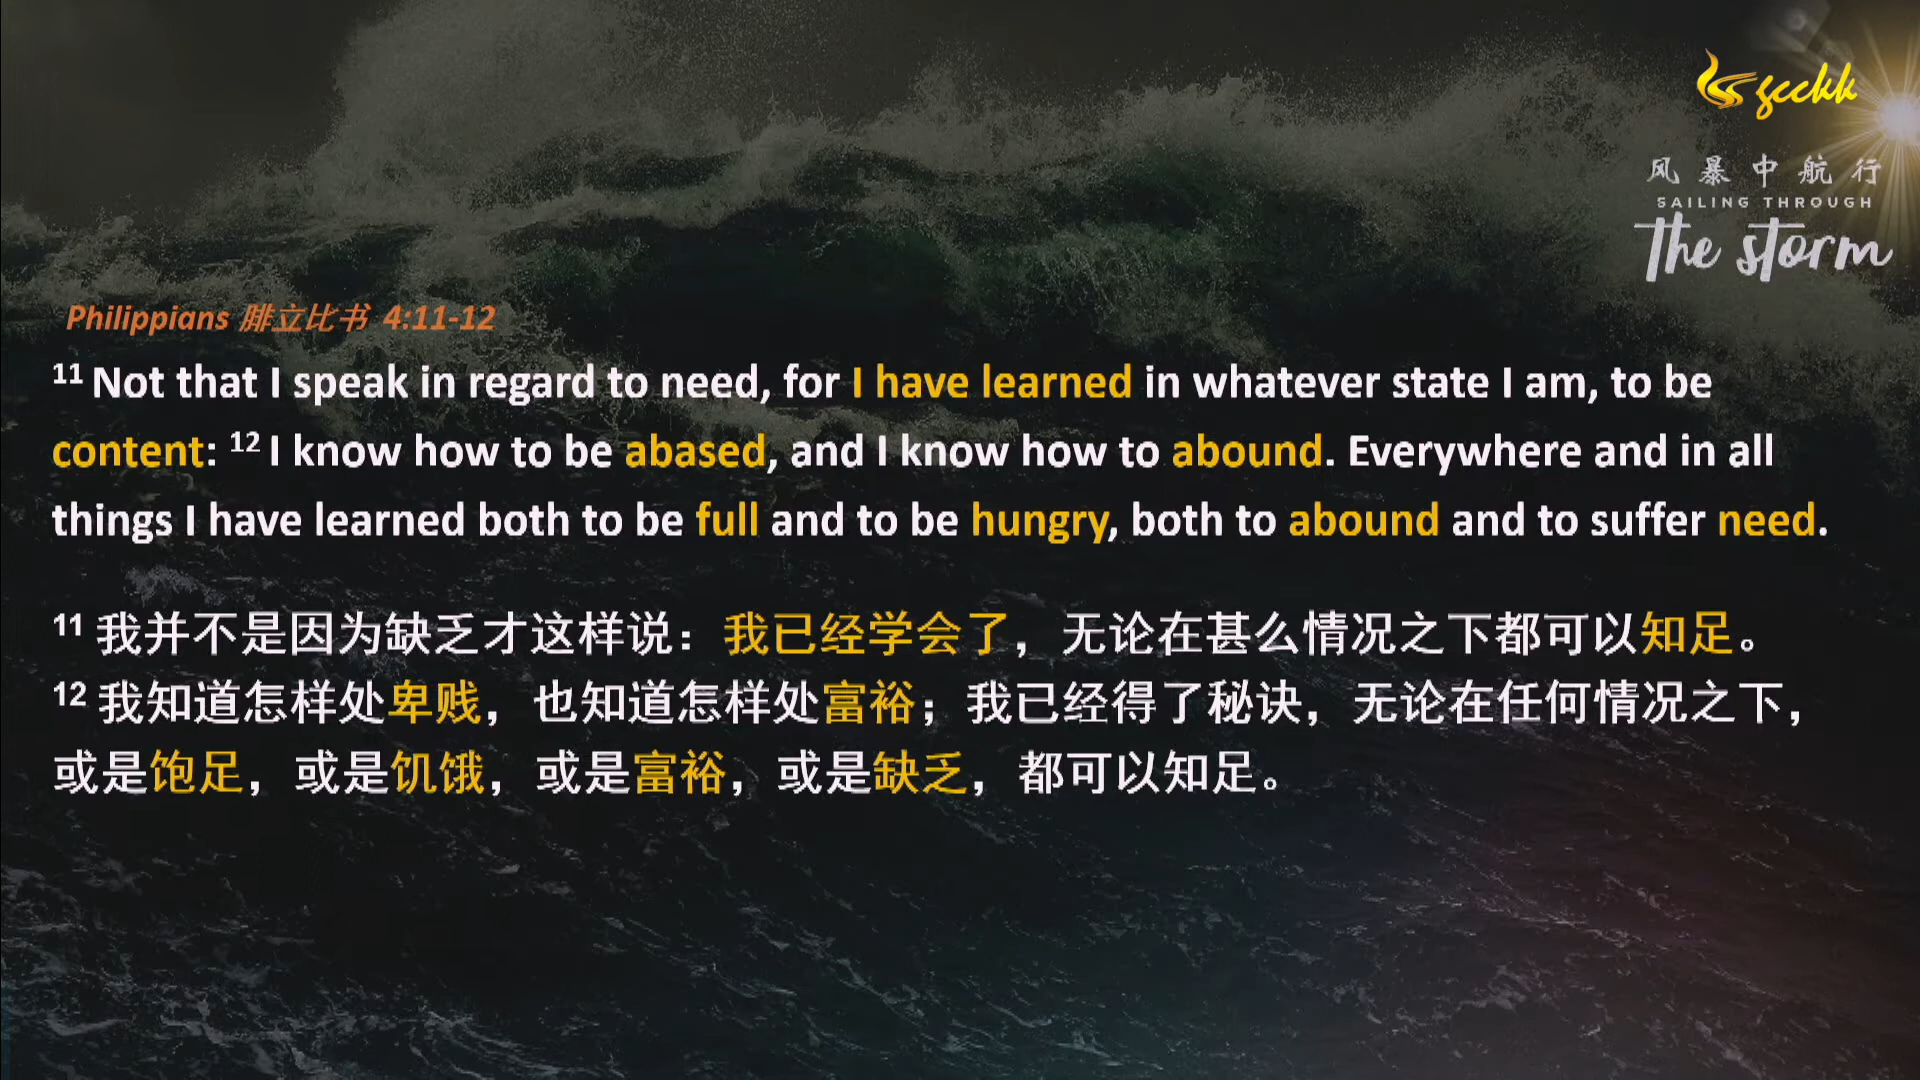 gcckk
风暴中航行
SAILING THROUGH
The storm
Philippians 腓立比书 4:11-12
11 Not that I speak in regard to need, for I have learned in whatever state I am, to be
content: 12 I know how to be abased, and I know how to abound. Everywhere and in all
things I have learned both to be full and to be hungry, both to abound and to suffer need.
11 我并不是因为缺乏才这样说：我已经学会了，无论在甚么情况之下都可以知足。
12 我知道怎样处卑贱，也知道怎样处富裕；我已经得了秘诀，无论在任何情况之下，
或是饱足，或是饥饿，或是富裕，或是缺乏，都可以知足。